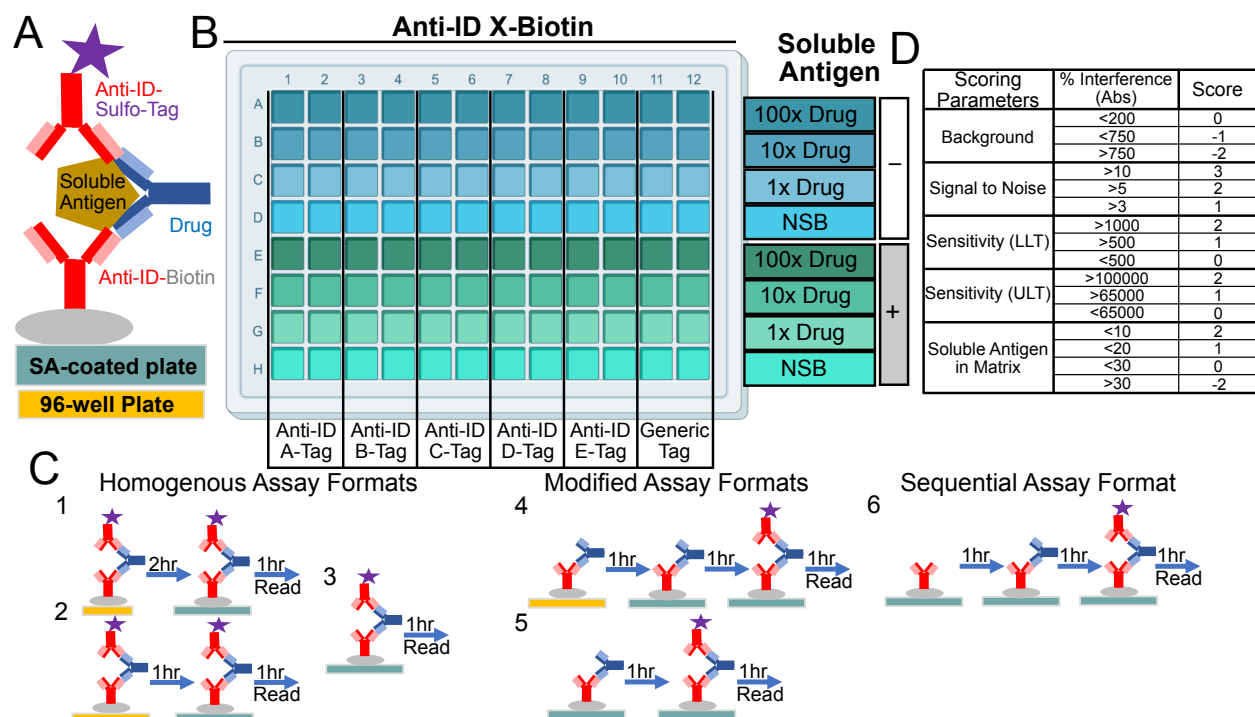 A
Anti-ID-
Sulfo-Tag
Soluble
Antigen
Drug
Anti-ID-Biotin
SA-coated plate
96-well Plate
B
Anti-ID X-Biotin
1 2 3 4 5 6 7 8 9 10 11 12
A
B
C
D
E
F
G
H
Anti-ID
A-Tag
Anti-ID
B-Tag
Anti-ID
C-Tag
Anti-ID
D-Tag
Anti-ID
E-Tag
Generic
Tag
Soluble
Antigen
100x Drug
10x Drug
1x Drug
NSB
−
100x Drug
10x Drug
1x Drug
NSB
+
D
Scoring
Parameters
% Interference
(Abs)
Score
Background
<200 0
<750 -1
>750 -2
Signal to Noise
>10 3
>5 2
>3 1
Sensitivity (LLT)
>1000 2
>500 1
<500 0
Sensitivity (ULT)
>100000 2
>65000 1
<65000 0
Soluble Antigen
in Matrix
<10 2
<20 1
<30 0
>30 -2
C
Homogenous Assay Formats
1
2hr
1hr
Read
2
1hr
1hr
Read
3
1hr
Read
Modified Assay Formats
4
1hr
1hr
1hr
Read
5
1hr
1hr
Read
Sequential Assay Format
6
1hr
1hr
1hr
Read